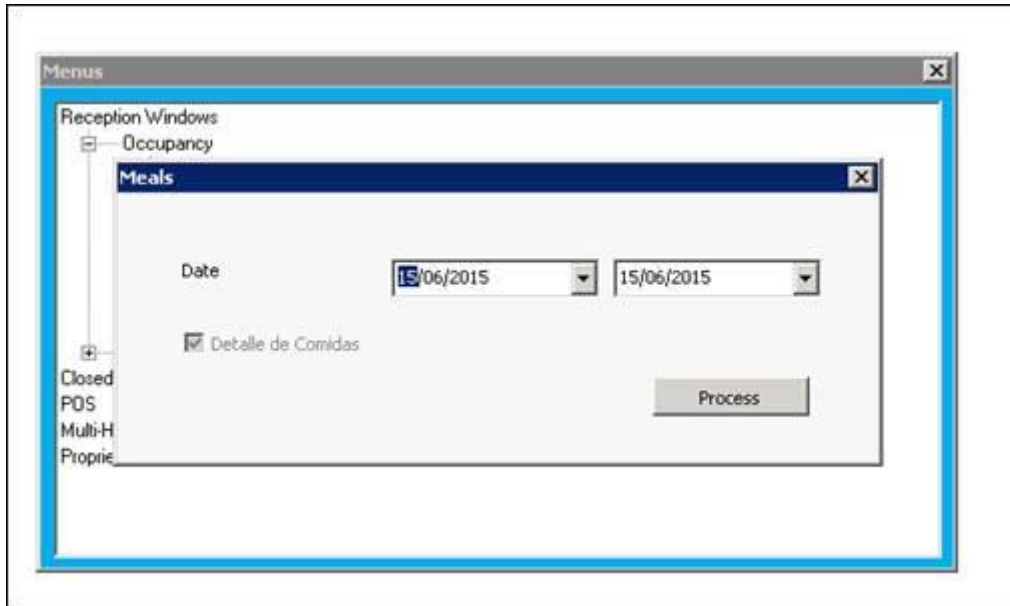 Menus
Reception Windows
Occupancy
Meals
Date
15/06/2015 15/06/2015
Detalle de Comidas
Process
Closed
POS
Multi-H
Proprie